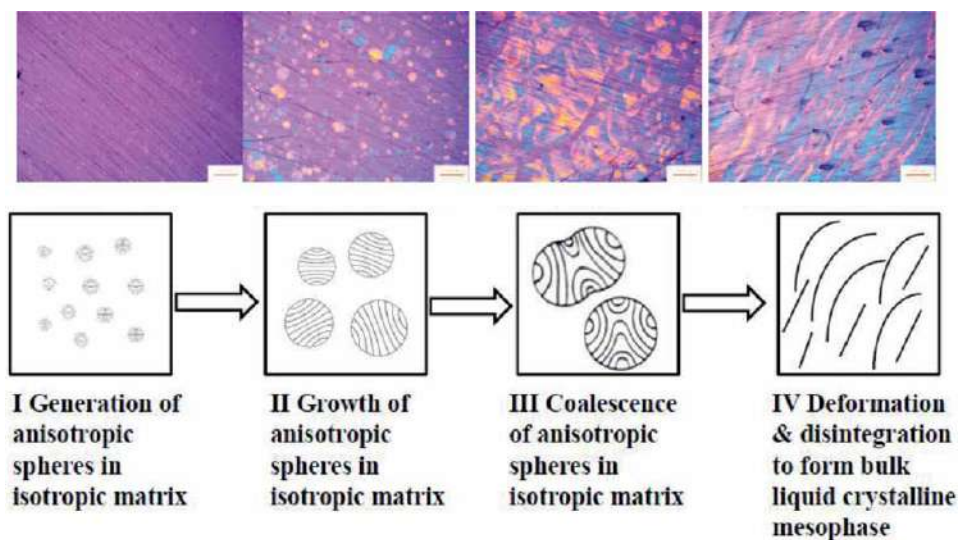 I Generation of
anisotropic
spheres in
isotropic matrix
II Growth of
anisotropic
spheres in
isotropic matrix
III Coalescence
of anisotropic
spheres in
isotropic matrix
IV Deformation
& disintegration
to form bulk
liquid crystalline
mesophase